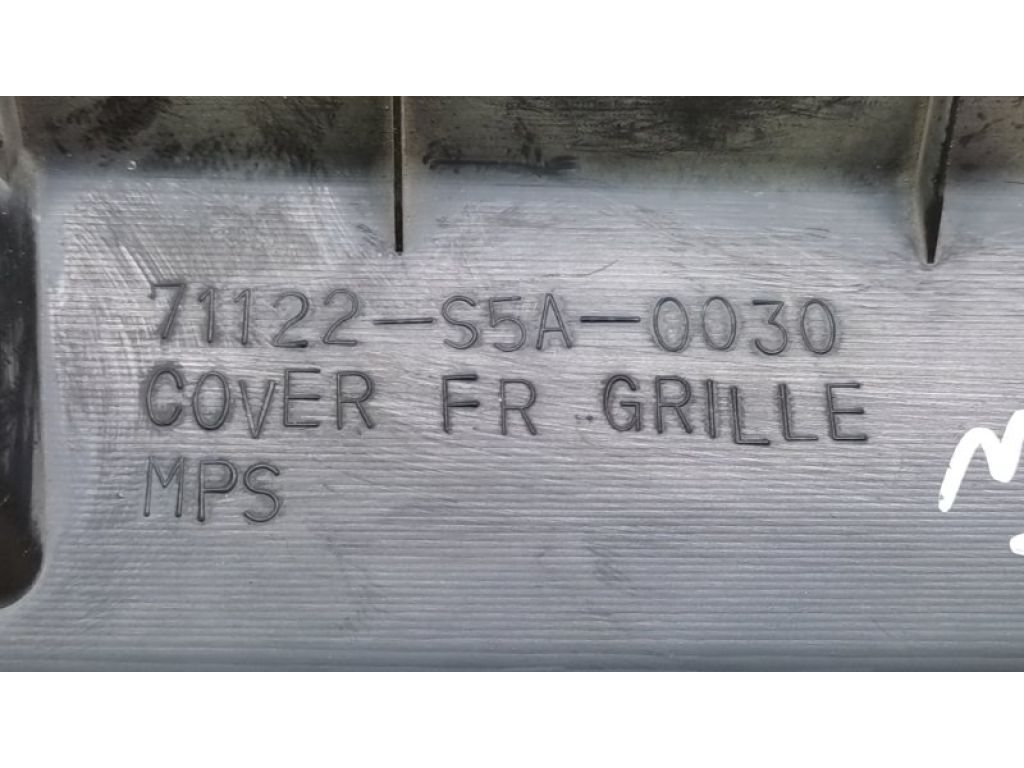 71122-S5A-0030
COVER FR GRILLE
MPS